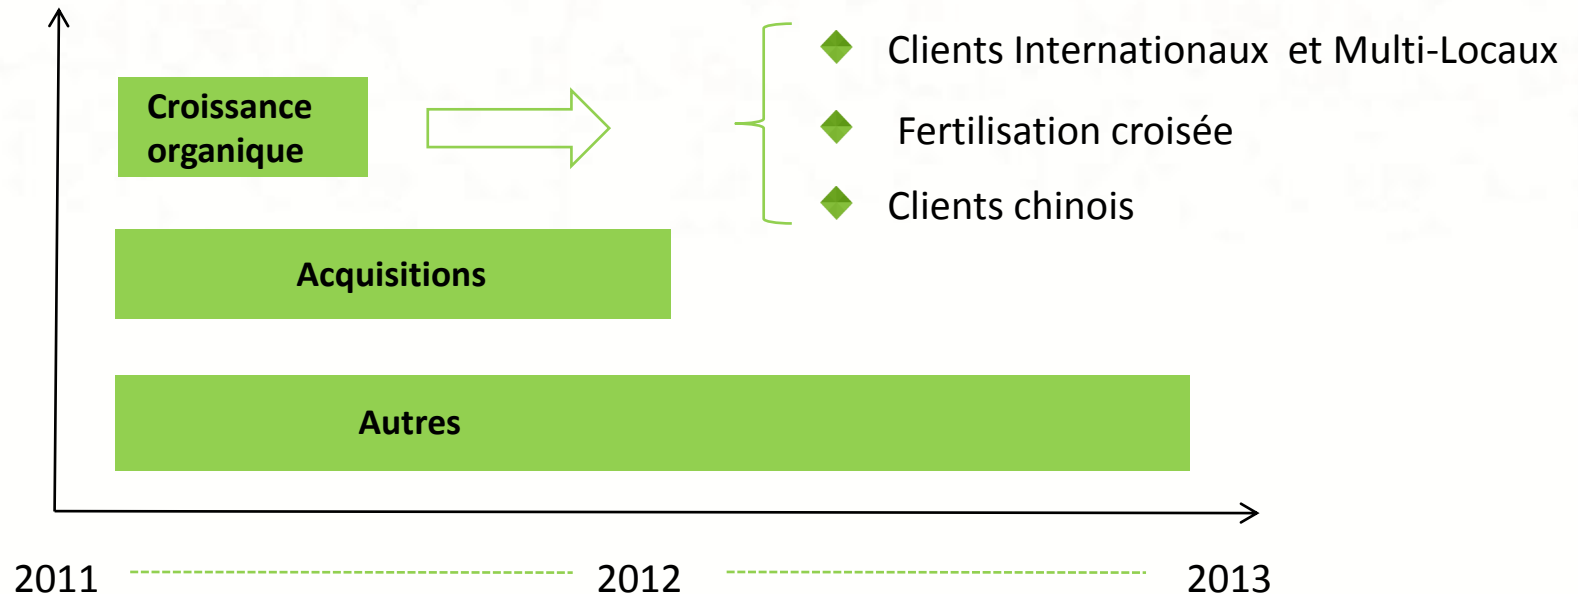 Clients Internationaux et Multi-Locaux
Croissance
organique
Fertilisation croisée
Clients chinois
Acquisitions
Autres
2011
2012
2013